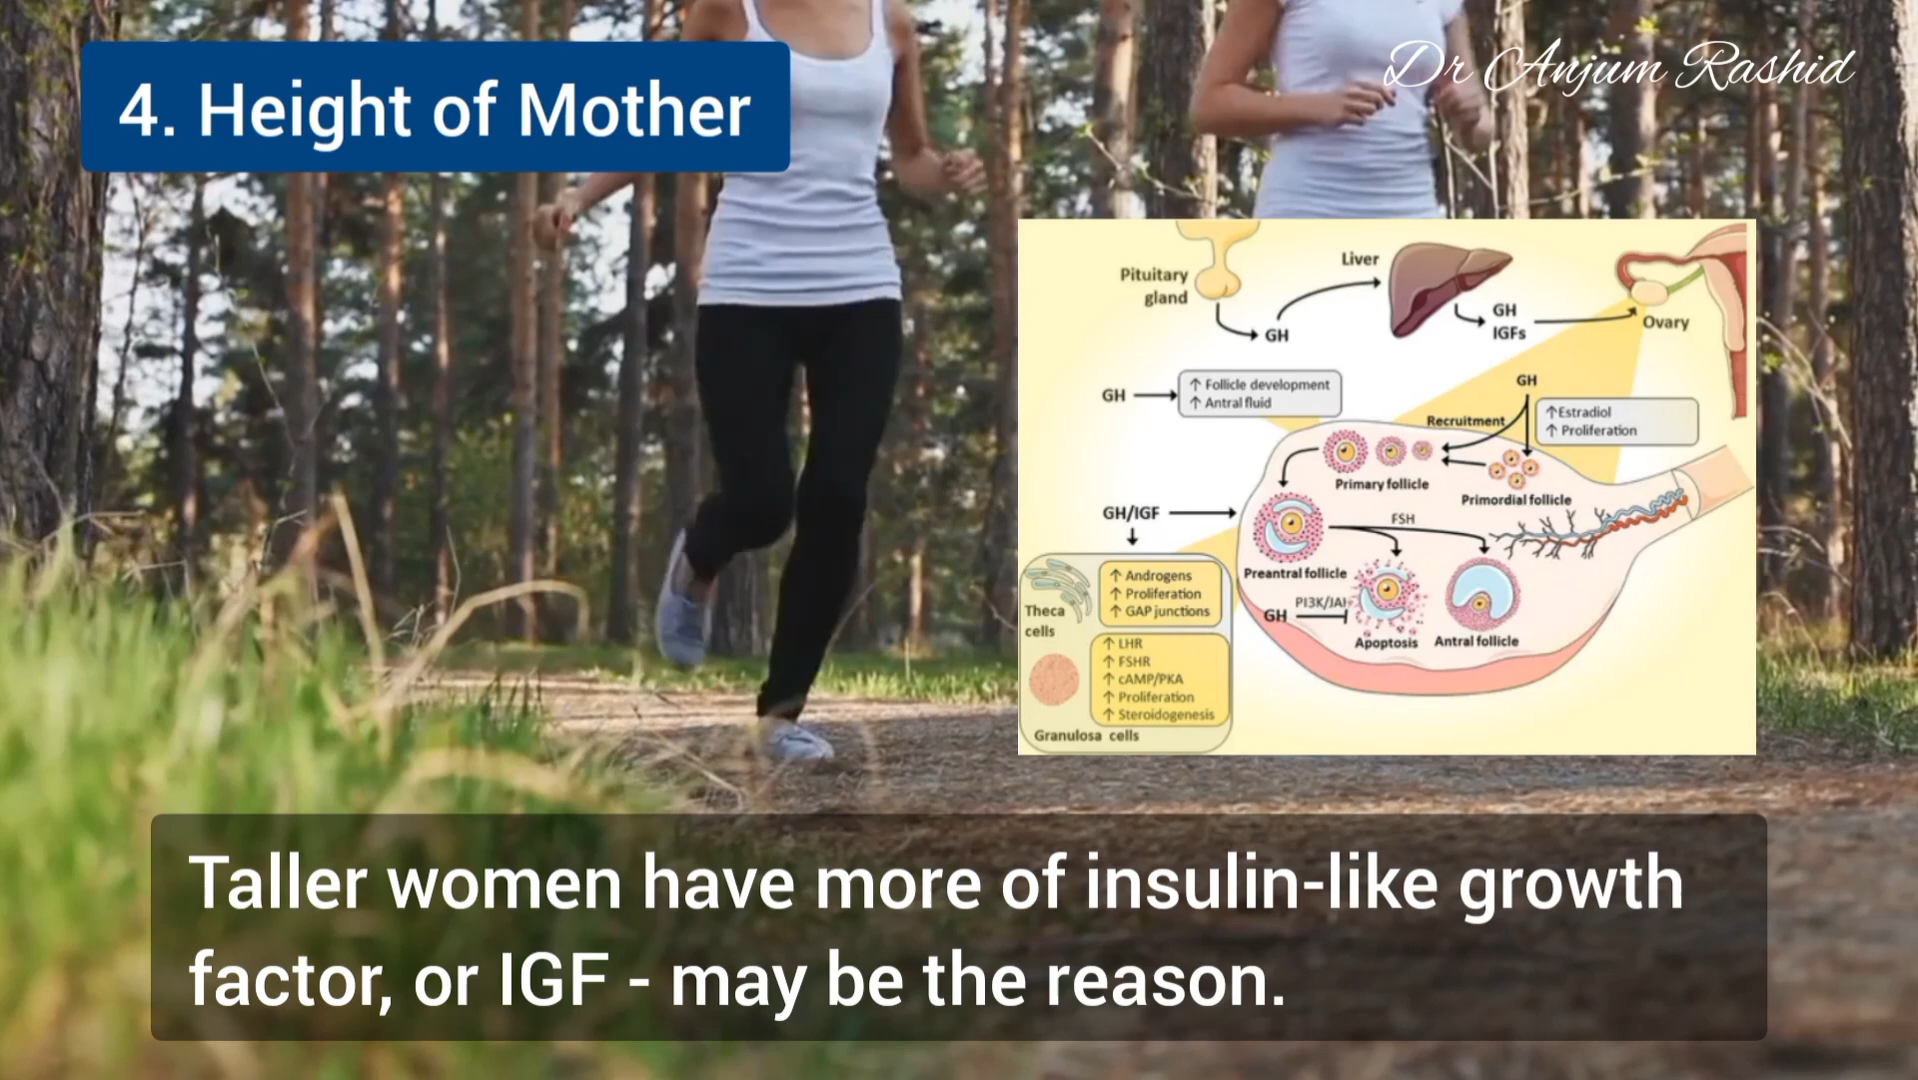 4. Height of Mother
Dr Anjum Rashid
Pituitary
gland
Liver
GH
GH
IGFs
Ovary
GH
↑ Follicle development
↑ Antral fluid
GH
Recruitment
↑Estradiol
↑ Proliferation
Primary follicle
Primordial follicle
GH/IGF
FSH
Preantral follicle
Theca
cells
↑ Androgens
↑ Proliferation
↑ GAP junctions
GH
PI3K/JAK
Apoptosis
Antral follicle
↑ LHR
↑ FSHR
↑ cAMP/PKA
↑ Proliferation
↑ Steroidogenesis
Granulosa cells
Taller women have more of insulin-like growth
factor, or IGF - may be the reason.